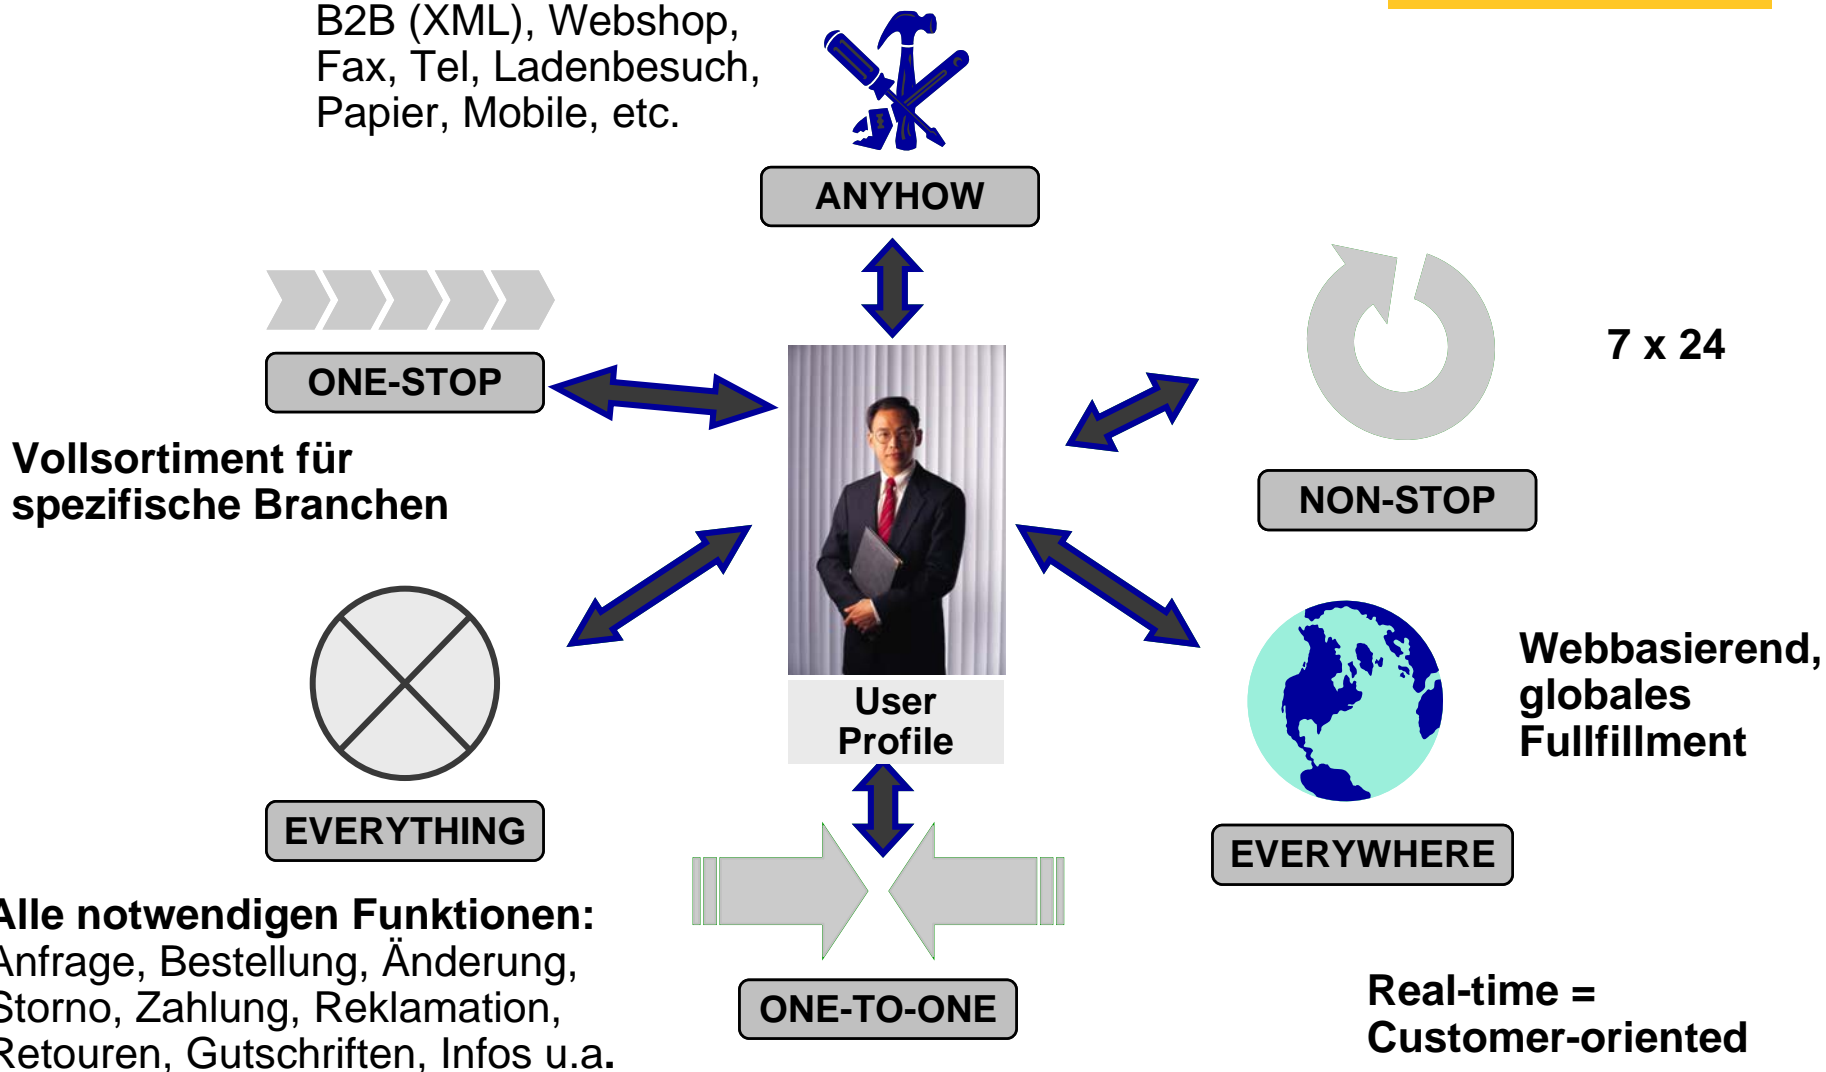 B2B (XML), Webshop,
Fax, Tel, Ladenbesuch,
Papier, Mobile, etc.
ANYHOW
ONE-STOP
7 x 24
Vollsortiment für
spezifische Branchen
NON-STOP
Webbasierend,
globales
Fullfillment
User
Profile
EVERYTHING
EVERYWHERE
Alle notwendigen Funktionen:
Anfrage, Bestellung, Änderung,
Storno, Zahlung, Reklamation,
Retouren, Gutschriften, Infos u.a.
ONE-TO-ONE
Real-time =
Customer-oriented